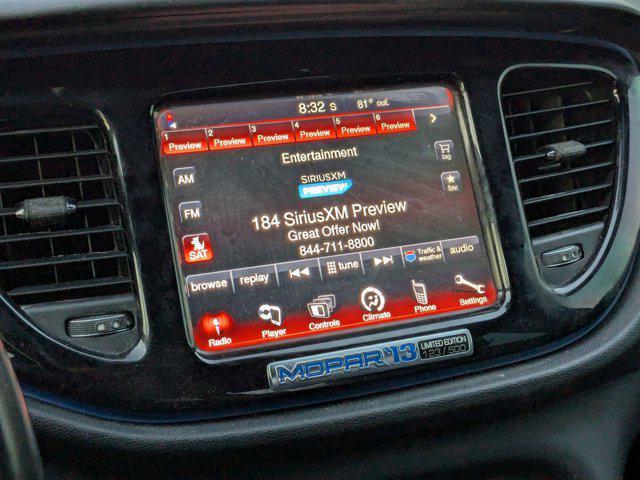 8:32 S 81° out.
1 2 3 4 5 6
Preview Preview Preview Preview Preview Preview
Entertainment
tag
AM
SIRIUSXM
PREVIEW
fav.
FM
184 SiriusXM Preview
Great Offer Now!
844-711-8800
SAT
browse replay tune Traffic & weather audio
Radio Player Controls Climate Phone Settings
MOPAR '13 LIMITED EDITION
123/500